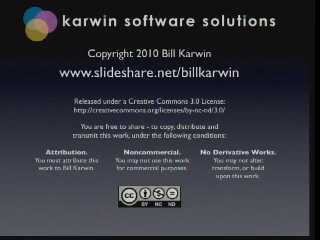 karwin software solutions
Copyright 2010 Bill Karwin
www.slideshare.net/billkarwin
Released under a Creative Commons 3.0 License:
http://creativecommons.org/licenses/by-nc-nd/3.0/
You are free to share - to copy, distribute and
transmit this work, under the following conditions:
Attribution.
You must attribute this
work to Bill Karwin.
Noncommercial.
You may not use this work
for commercial purposes.
No Derivative Works.
You may not alter,
transform, or build
upon this work.
CC
BY NC ND